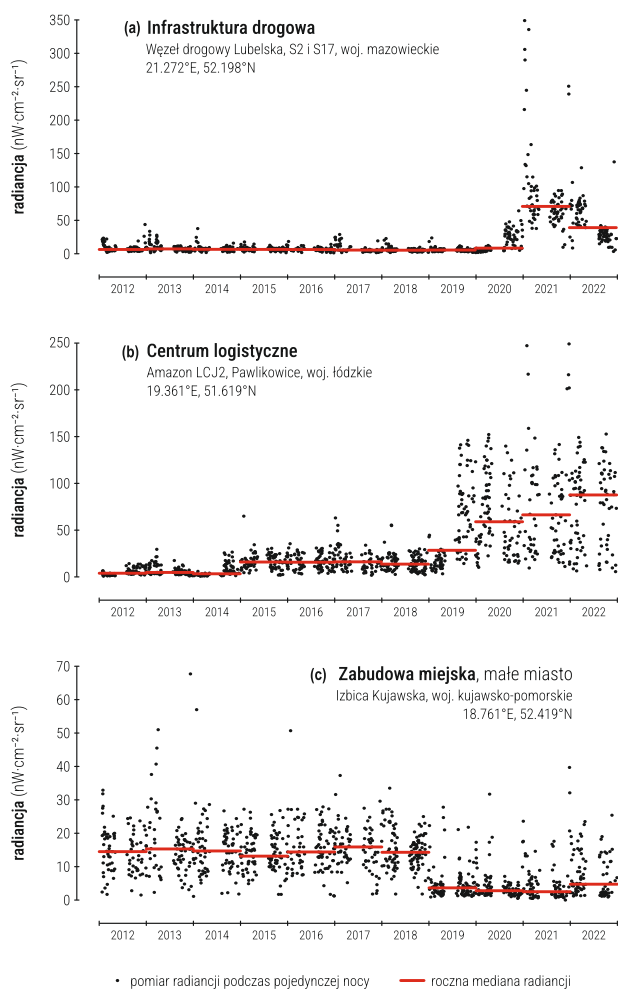 (a) Infrastruktura drogowa
Węzeł drogowy Lubelska, S2 i S17, woj. mazowieckie
21.272°E, 52.198°N
radiancja (nW·cm⁻²·sr⁻¹)
350
300
250
200
150
100
50
0
2012 2013 2014 2015 2016 2017 2018 2019 2020 2021 2022
(b) Centrum logistyczne
Amazon LCJ2, Pawlikowice, woj. łódzkie
19.361°E, 51.619°N
radiancja (nW·cm⁻²·sr⁻¹)
250
200
150
100
50
0
2012 2013 2014 2015 2016 2017 2018 2019 2020 2021 2022
(c) Zabudowa miejska, małe miasto
Izbica Kujawska, woj. kujawsko-pomorskie
18.761°E, 52.419°N
radiancja (nW·cm⁻²·sr⁻¹)
70
60
50
40
30
20
10
0
2012 2013 2014 2015 2016 2017 2018 2019 2020 2021 2022
pomiar radiancji podczas pojedynczej nocy
roczna mediana radiancji